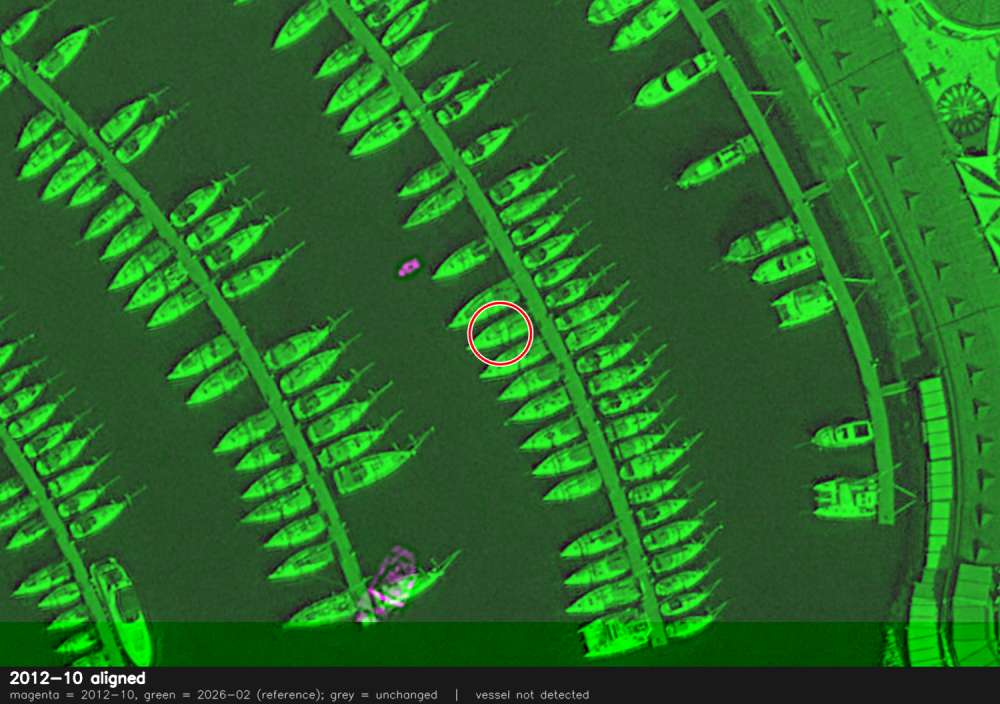 2012-10 aligned
magenta = 2012-10, green = 2026-02 (reference); grey = unchanged | vessel not detected